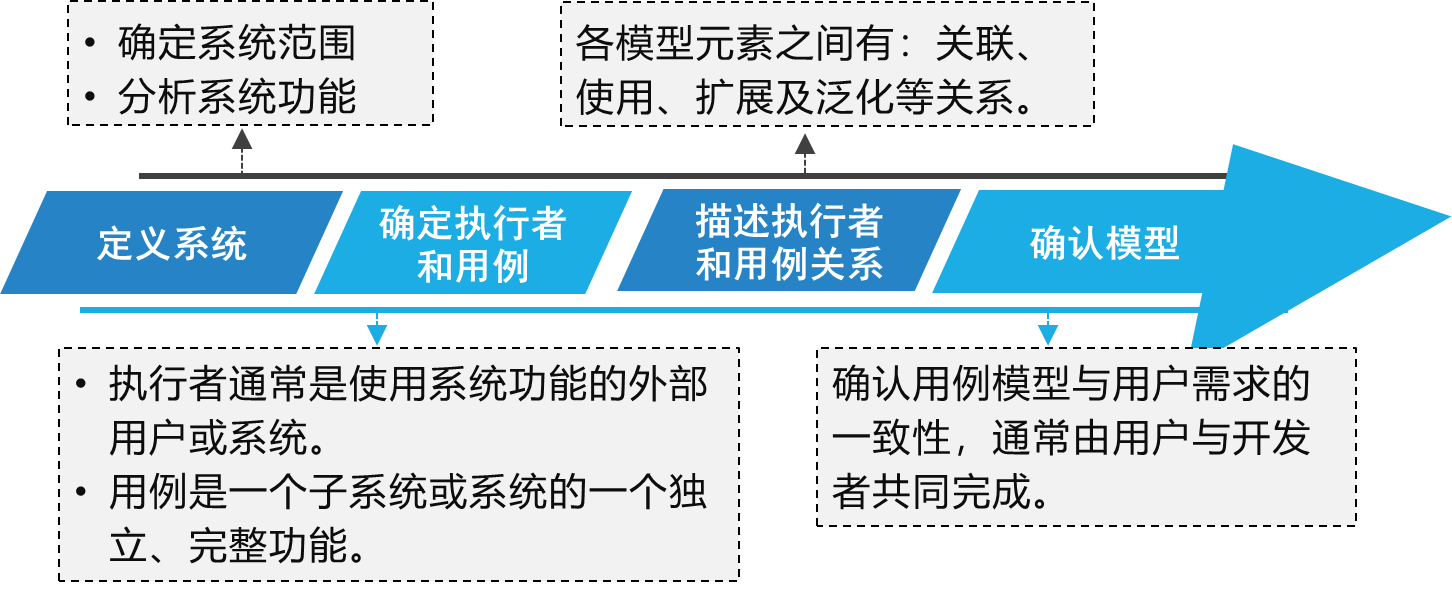 • 确定系统范围
• 分析系统功能
各模型元素之间有：关联、
使用、扩展及泛化等关系。
定义系统
确定执行者
和用例
描述执行者
和用例关系
确认模型
• 执行者通常是使用系统功能的外部
用户或系统。
• 用例是一个子系统或系统的一个独
立、完整功能。
确认用例模型与用户需求的
一致性，通常由用户与开发
者共同完成。